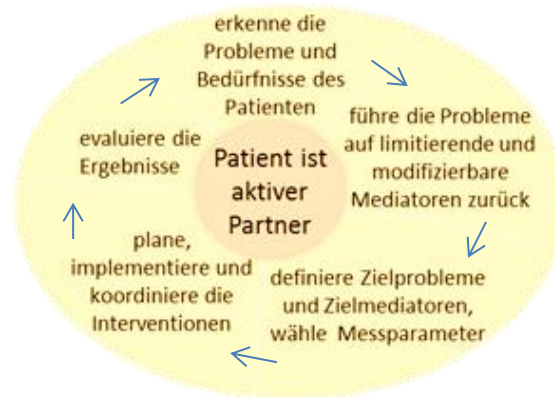 erkenne die
Probleme und
Bedürfnisse des
Patienten
führe die Probleme
auf limitierende und
modifizierbare
Mediatoren zurück
definiere Zielprobleme
und Zielmediatoren,
wähle Messparameter
plane,
implementiere und
koordiniere die
Interventionen
evaluiere die
Ergebnisse
Patient ist
aktiver
Partner